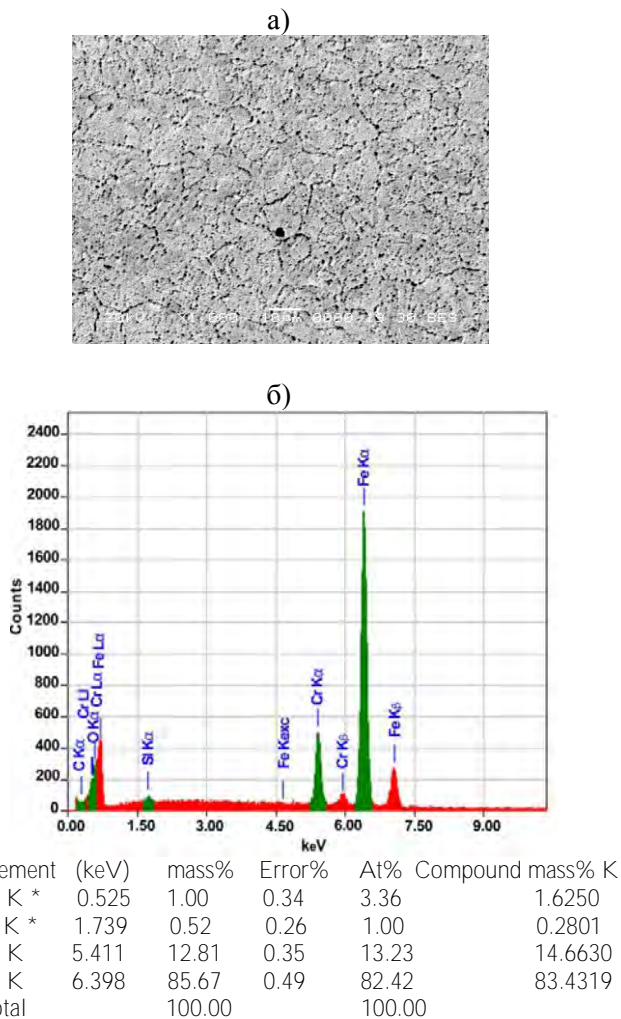 а)
б)
2400
2200
2000
1800
1600
1400
1200
1000
800
600
400
200
0
Counts
C Kα
Cr Ll
O Kα
Cr Lα
Fe Lα
SI Kα
Fe Kexc
Cr Kα
Cr Kβ
Fe Kα
Fe Kβ
0.00 1.50 3.00 4.50 6.00 7.50 9.00
keV
ement (keV) mass% Error% At% Compound mass% K
K * 0.525 1.00 0.34 3.36 1.6250
K * 1.739 0.52 0.26 1.00 0.2801
K 5.411 12.81 0.35 13.23 14.6630
K 6.398 85.67 0.49 82.42 83.4319
otal 100.00 100.00